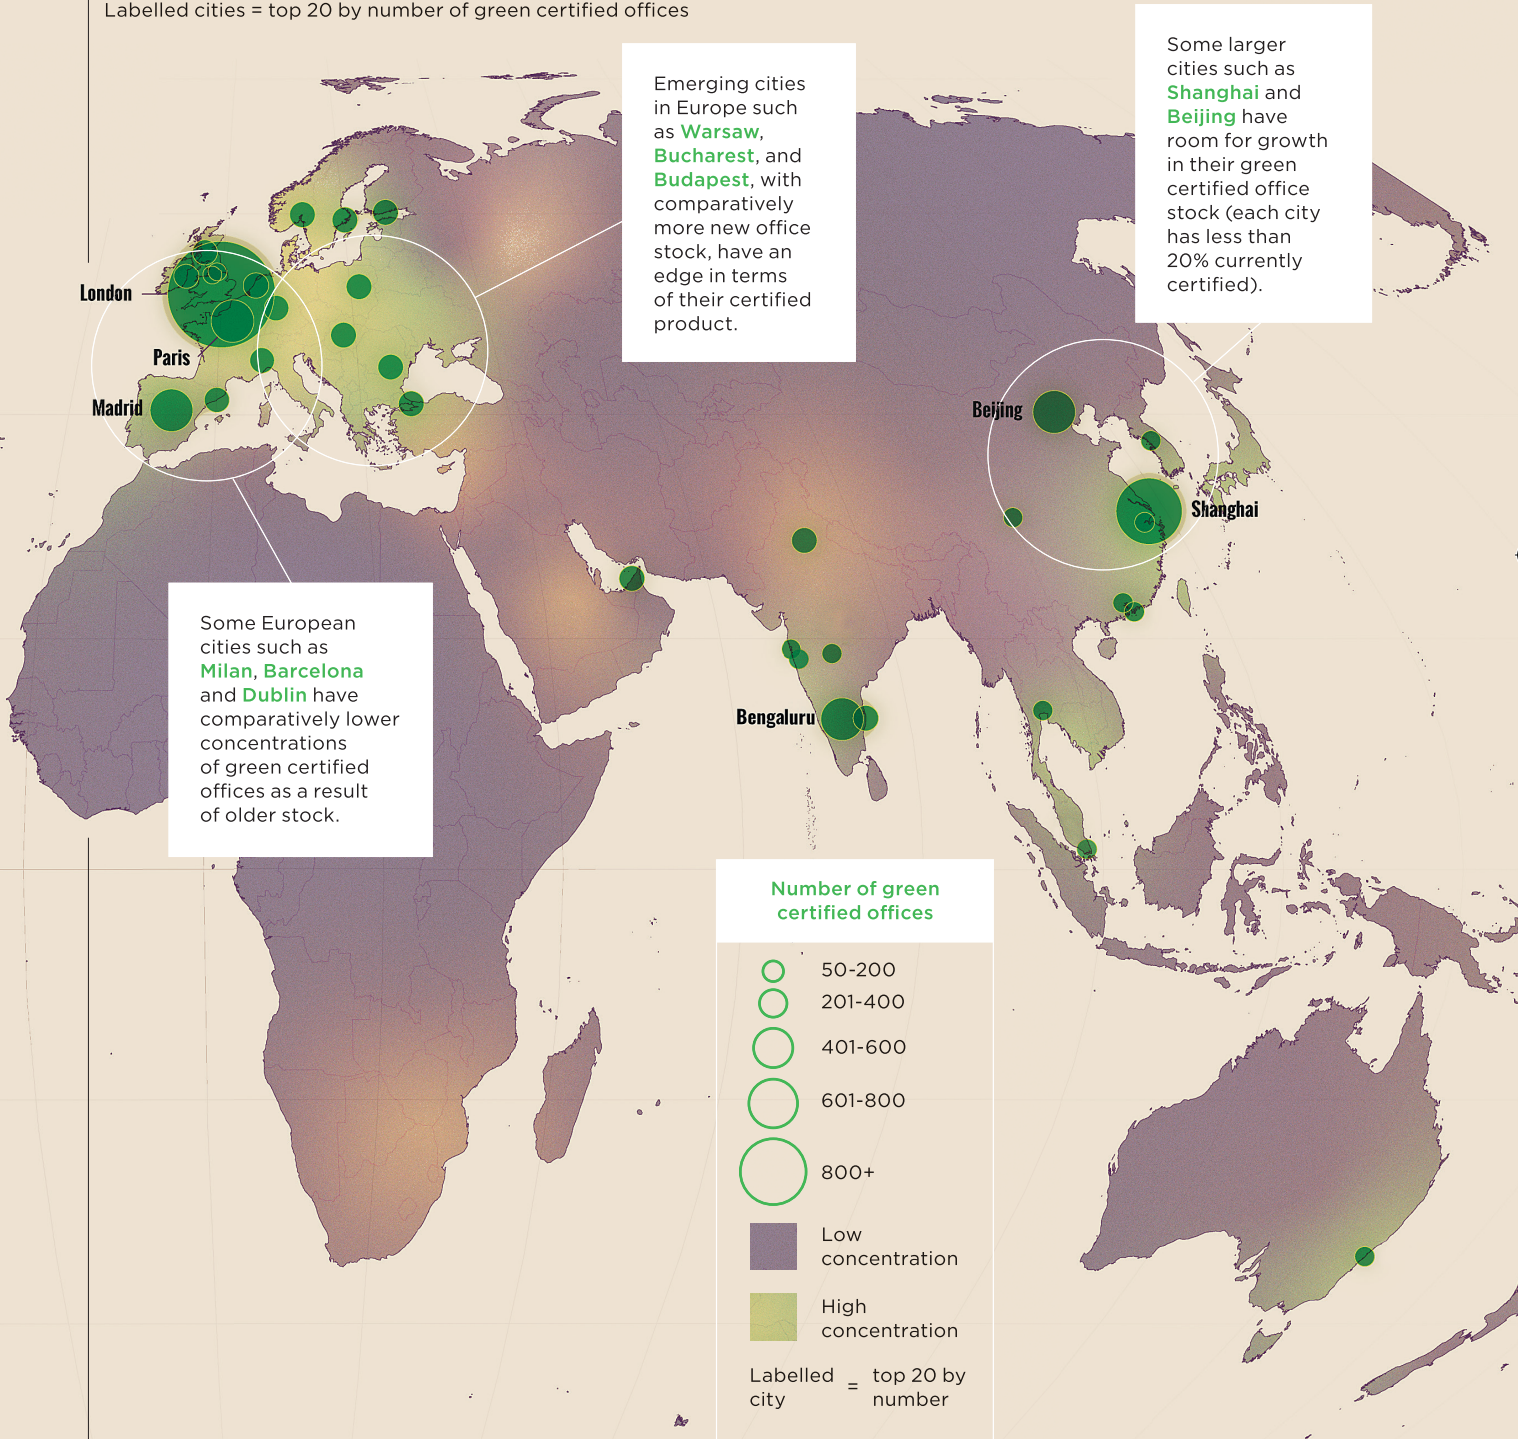 Labelled cities = top 20 by number of green certified offices
Some larger
cities such as
Shanghai and
Beijing have
room for growth
in their green
certified office
stock (each city
has less than
20% currently
certified).
Emerging cities
in Europe such
as Warsaw,
Bucharest, and
Budapest, with
comparatively
more new office
stock, have an
edge in terms
of their certified
product.
London
Paris
Madrid
Beijing
Shanghai
Some European
cities such as
Milan, Barcelona
and Dublin have
comparatively lower
concentrations
of green certified
offices as a result
of older stock.
Bengaluru
Number of green
certified offices
50-200
201-400
401-600
601-800
800+
Low
concentration
High
concentration
Labelled
city
=
top 20 by
number